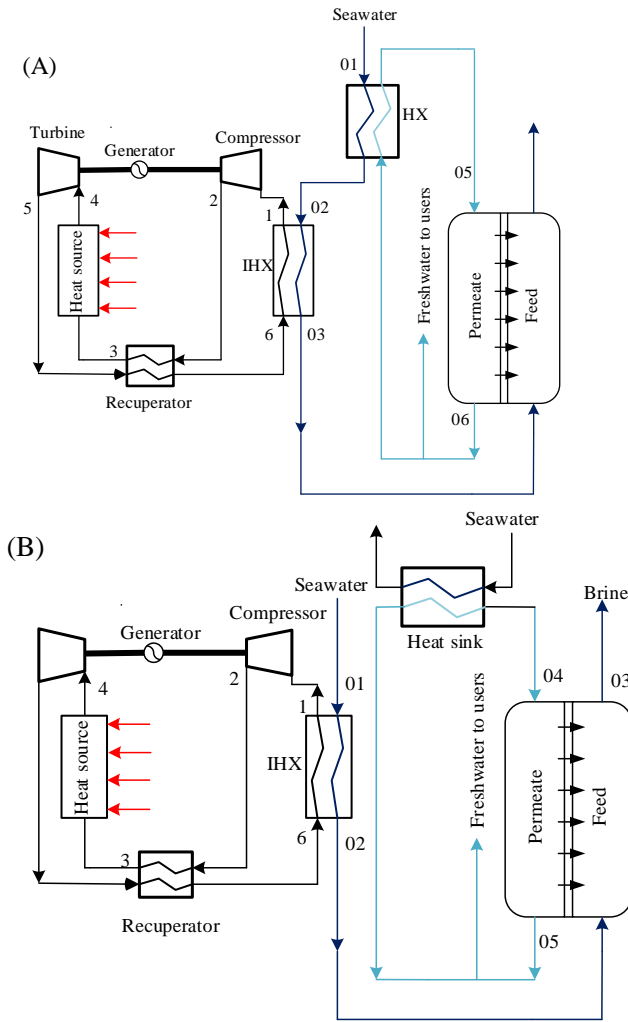 (A)
Seawater
01
HX
Turbine
Generator
Compressor
5
4
2
1
02
05
Heat source
IHX
Freshwater to users
Permeate
Feed
3
6
03
Recuperator
06
(B)
Seawater
Seawater
Brine
Heat sink
Generator
Compressor
4
2
01
1
04
03
Heat source
IHX
Freshwater to users
Permeate
Feed
3
6
02
Recuperator
05